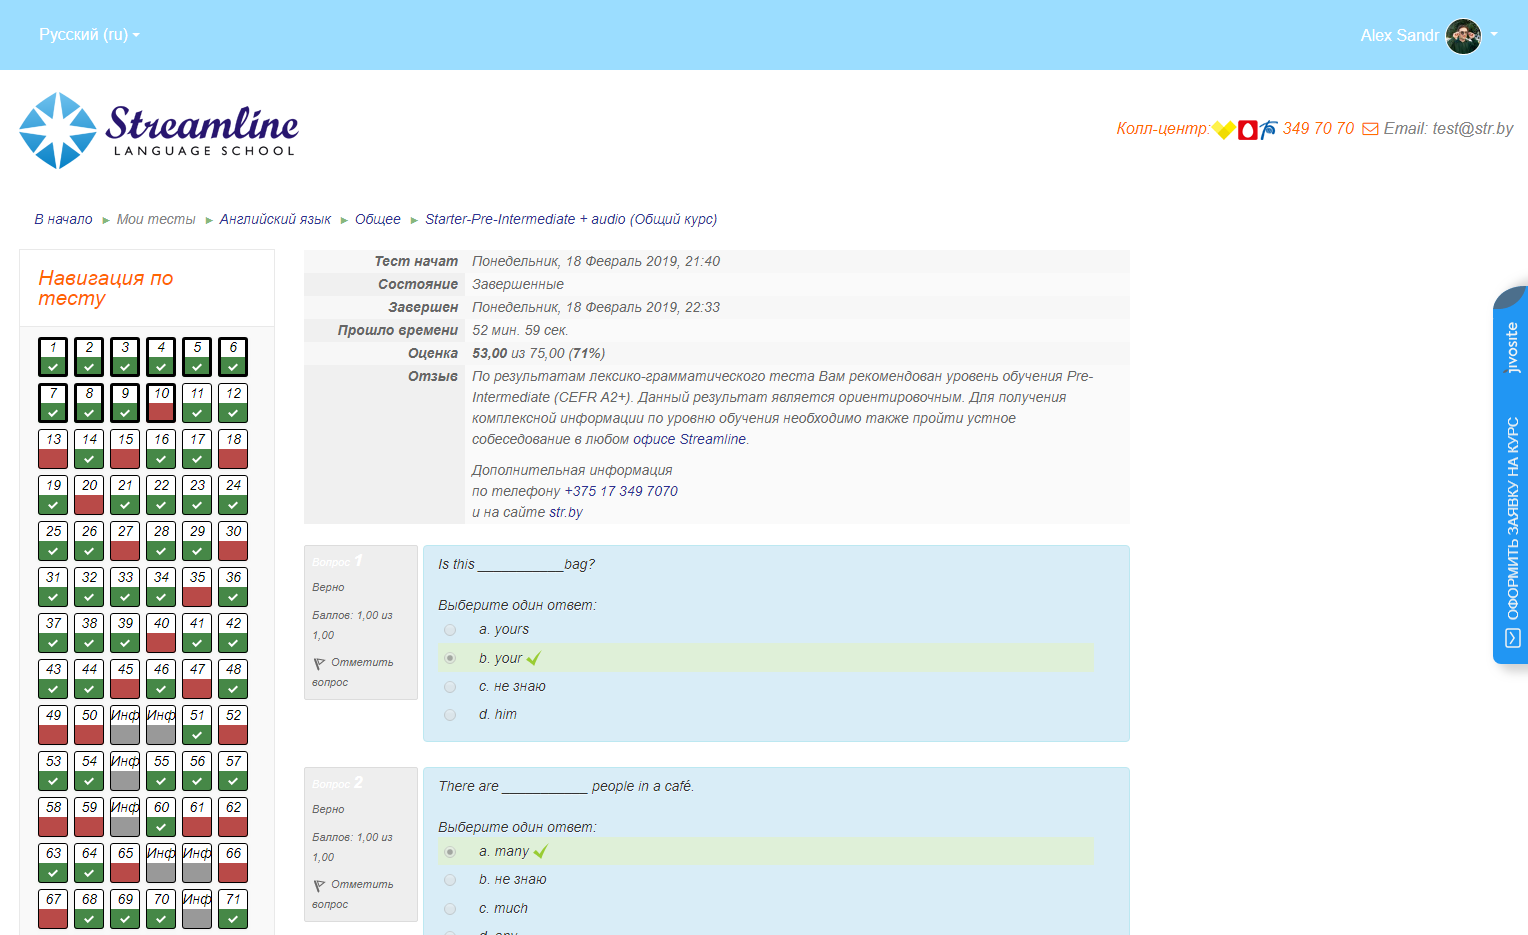 Русский (ru)
Alex Sandr
Streamline
LANGUAGE SCHOOL
Колл-центр: 349 70 70 Email: test@str.by
В начало ► Мои тесты ► Английский язык ► Общее ► Starter-Pre-Intermediate + audio (Общий курс)
Навигация по
тесту
1 2 3 4 5 6
7 8 9 10 11 12
13 14 15 16 17 18
19 20 21 22 23 24
25 26 27 28 29 30
31 32 33 34 35 36
37 38 39 40 41 42
43 44 45 46 47 48
49 50 Инф Инф 51 52
53 54 Инф 55 56 57
58 59 Инф 60 61 62
63 64 65 Инф Инф 66
67 68 69 70 Инф 71
Тест начат Понедельник, 18 Февраль 2019, 21:40
Состояние Завершенные
Завершен Понедельник, 18 Февраль 2019, 22:33
Прошло времени 52 мин. 59 сек.
Оценка 53,00 из 75,00 (71%)
Отзыв По результатам лексико-грамматического теста Вам рекомендован уровень обучения Pre-
Intermediate (CEFR A2+). Данный результат является ориентировочным. Для получения
комплексной информации по уровню обучения необходимо также пройти устное
собеседование в любом офисе Streamline.
Дополнительная информация
по телефону +375 17 349 7070
и на сайте str.by
Вопрос 1
Верно
Баллов: 1,00 из
1,00
Отметить
вопрос
Is this ___________bag?
Выберите один ответ:
a. yours
b. your
c. не знаю
d. him
Вопрос 2
Верно
Баллов: 1,00 из
1,00
Отметить
вопрос
There are ___________ people in a café.
Выберите один ответ:
a. many
b. не знаю
c. much
d. any
jivosite
ОФОРМИТЬ ЗАЯВКУ НА КУРС